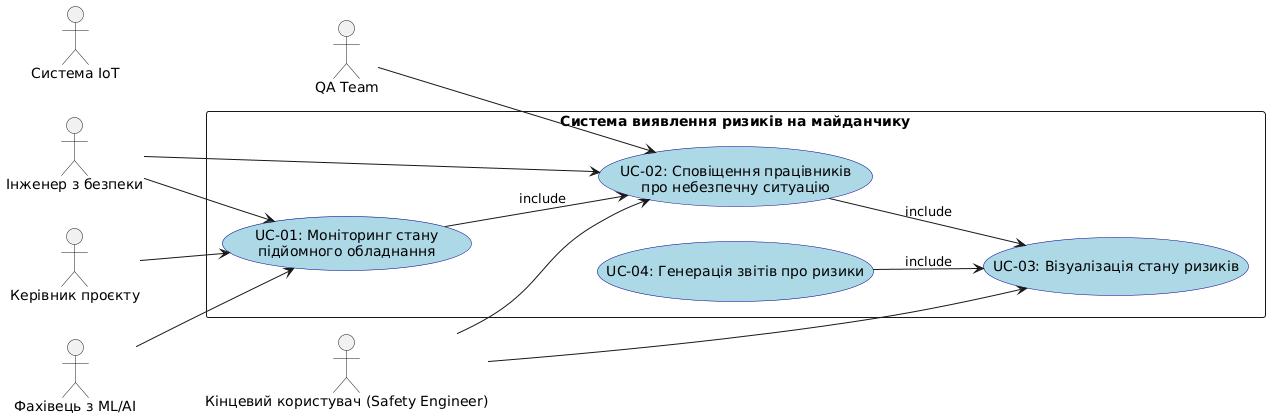 Система IoT
QA Team
Система виявлення ризиків на майданчику
Інженер з безпеки
UC-02: Сповіщення працівників
про небезпечну ситуацію
include
include
UC-01: Моніторинг стану
підйомного обладнання
UC-04: Генерація звітів про ризики
include
UC-03: Візуалізація стану ризиків
Керівник проєкту
Фахівець з ML/AI
Кінцевий користувач (Safety Engineer)